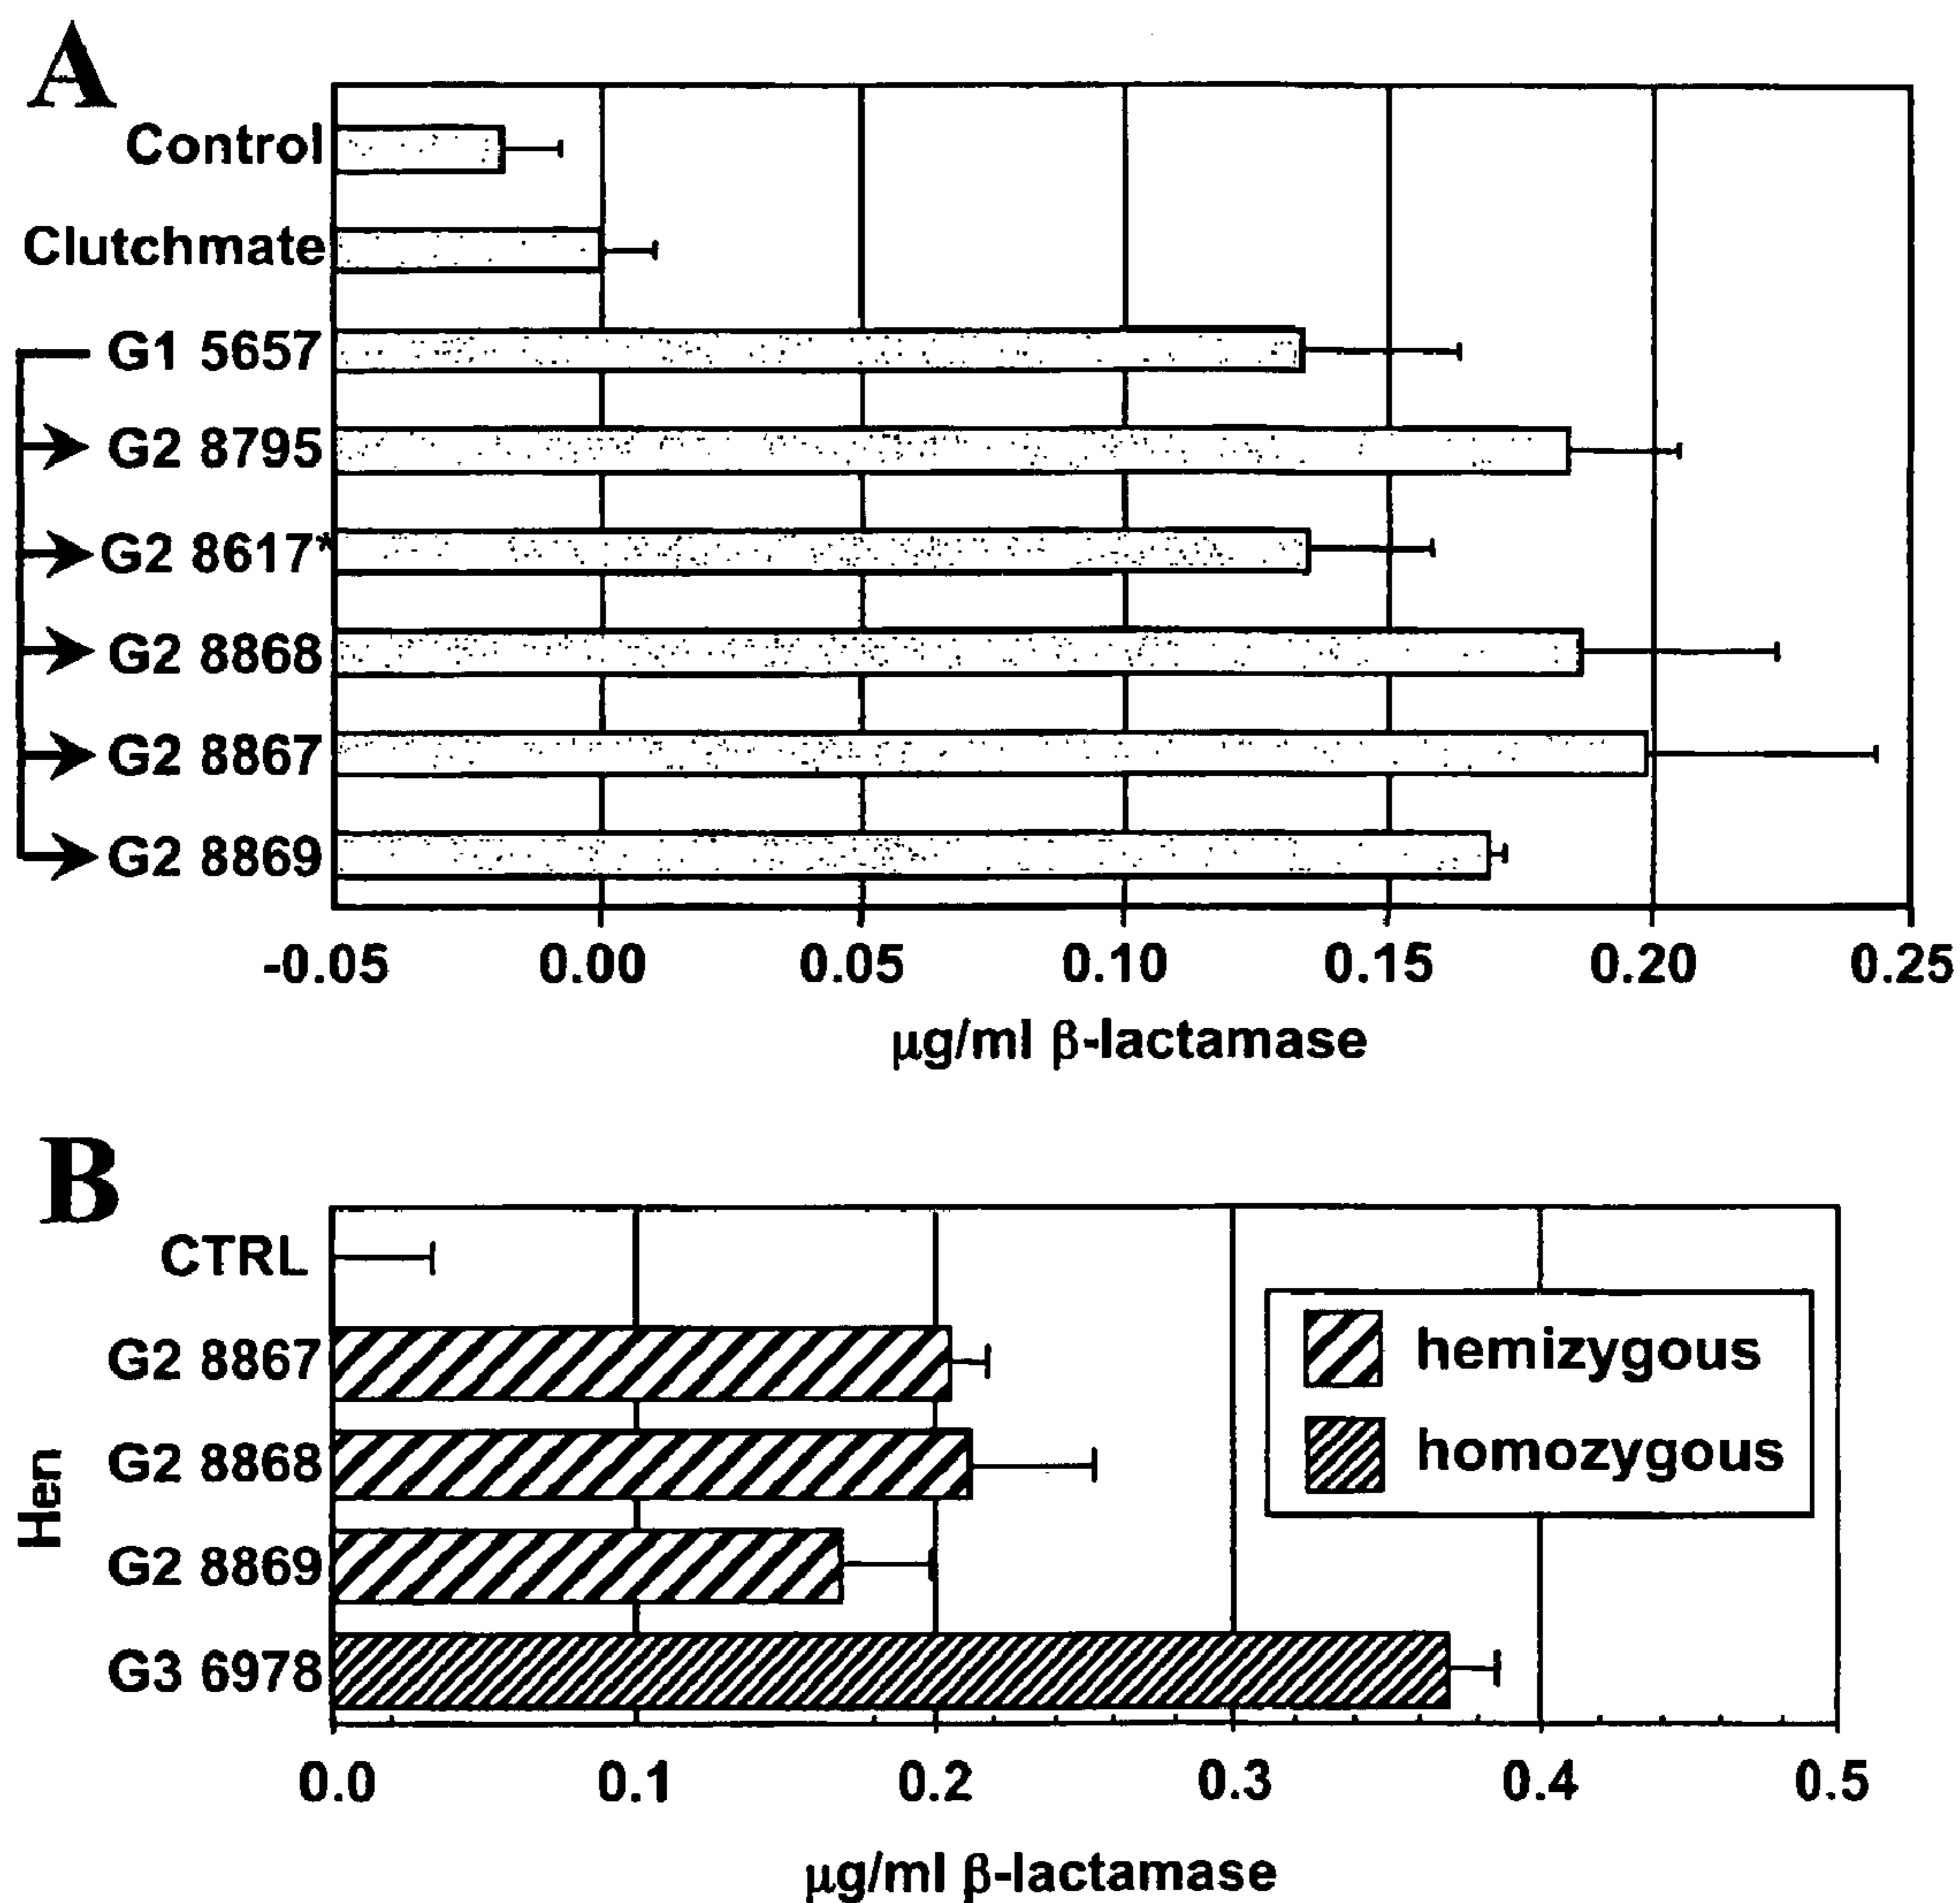 A
Control
Clutchmate
G1 5657
G2 8795
G2 8617*
G2 8868
G2 8867
G2 8869
-0.05 0.00 0.05 0.10 0.15 0.20 0.25
μg/ml β-lactamase
B
CTRL
G2 8867
G2 8868
G2 8869
G3 6978
Hen
hemizygous
homozygous
0.0 0.1 0.2 0.3 0.4 0.5
μg/ml β-lactamase